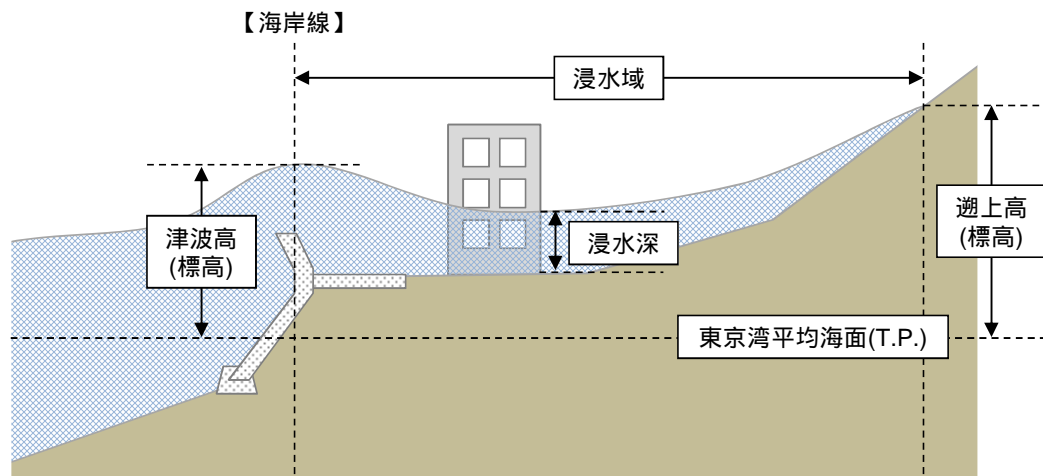 【海岸線】
浸水域
津波高
(標高)
浸水深
遡上高
(標高)
東京湾平均海面(T.P.)